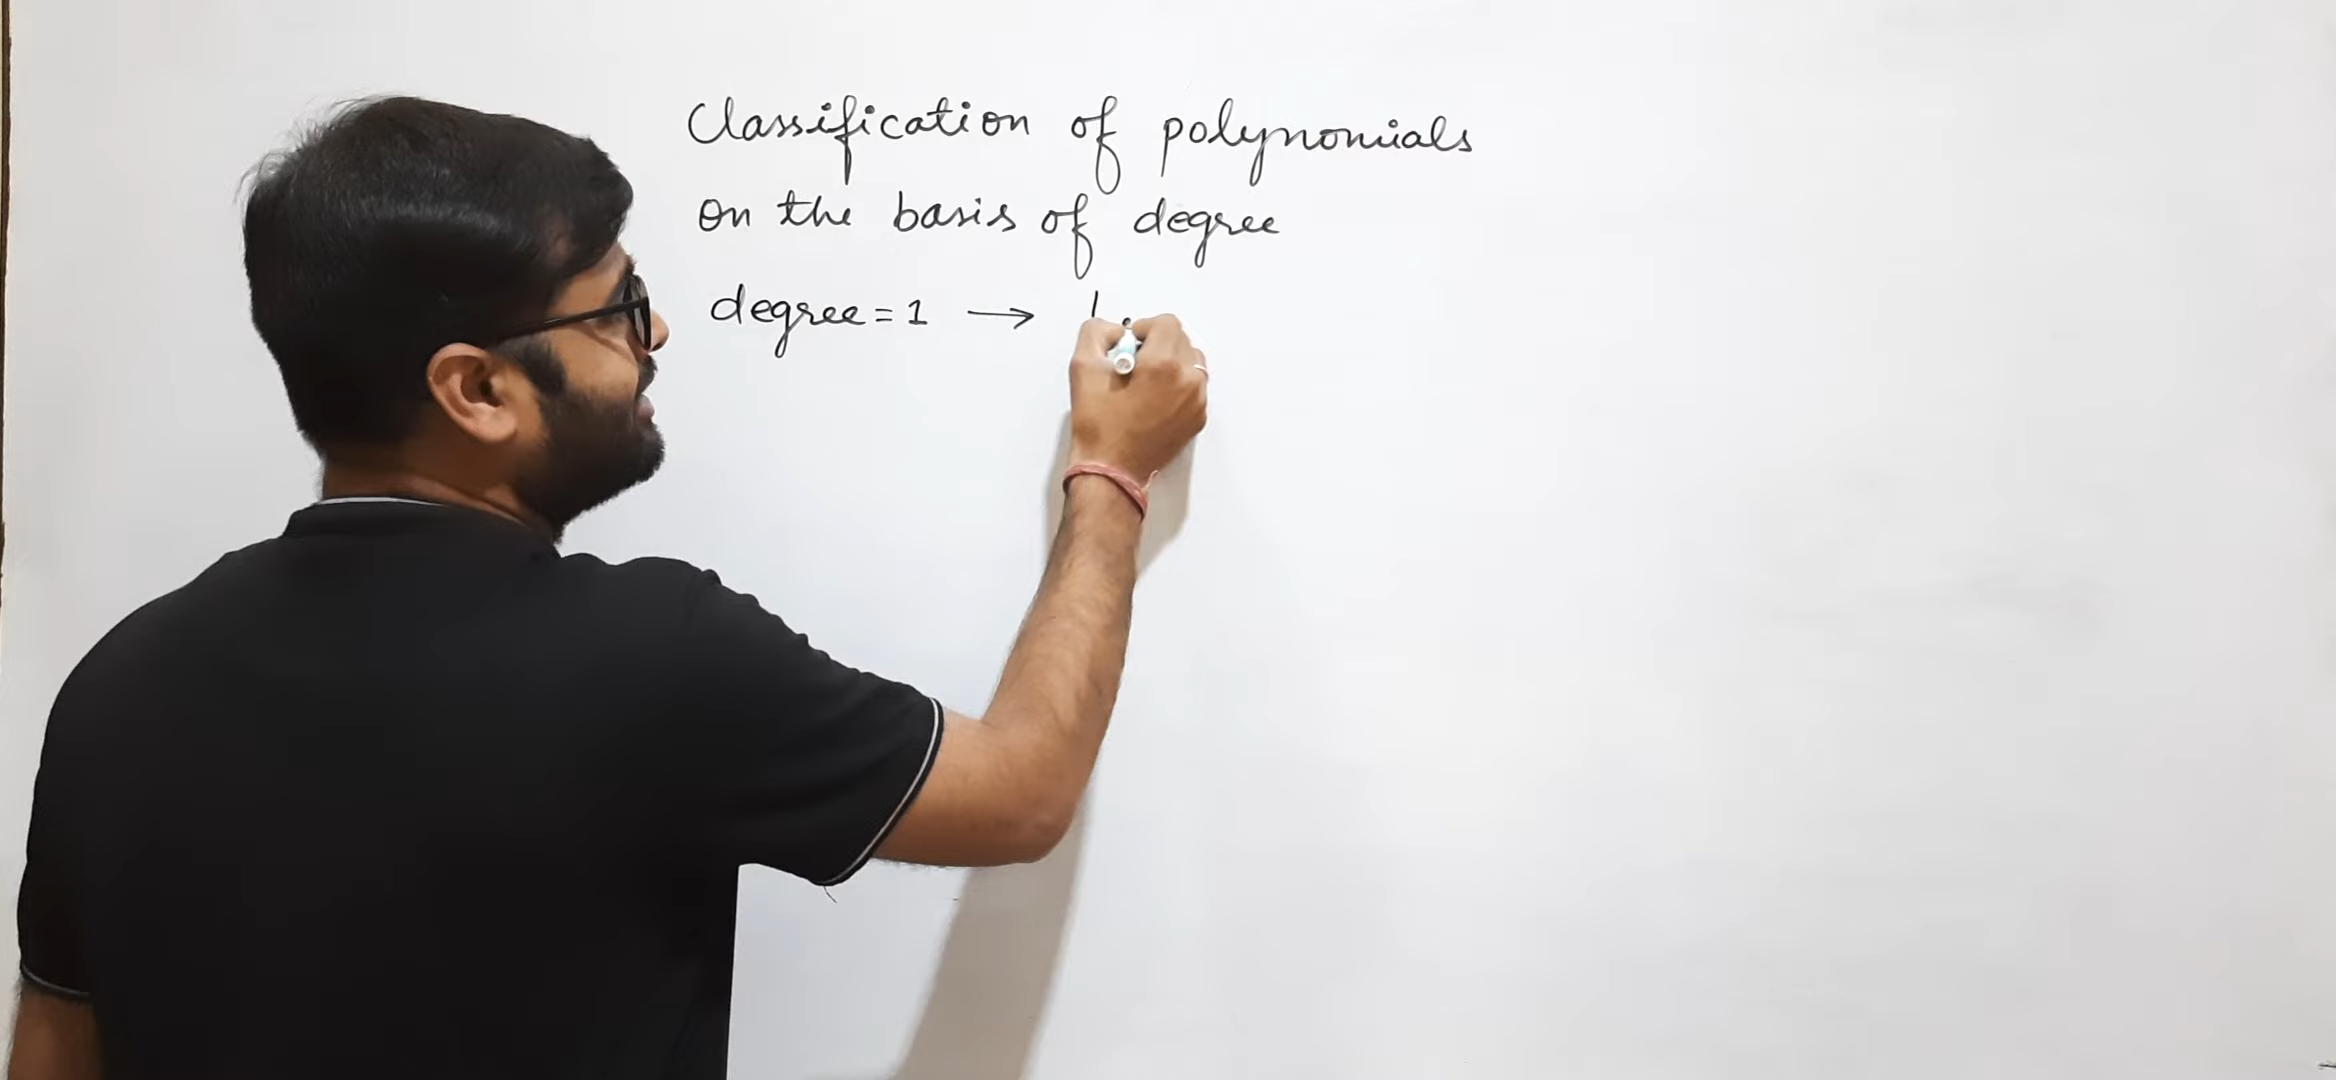 Classification of polynomials
on the basis of degree
degree = 1 →